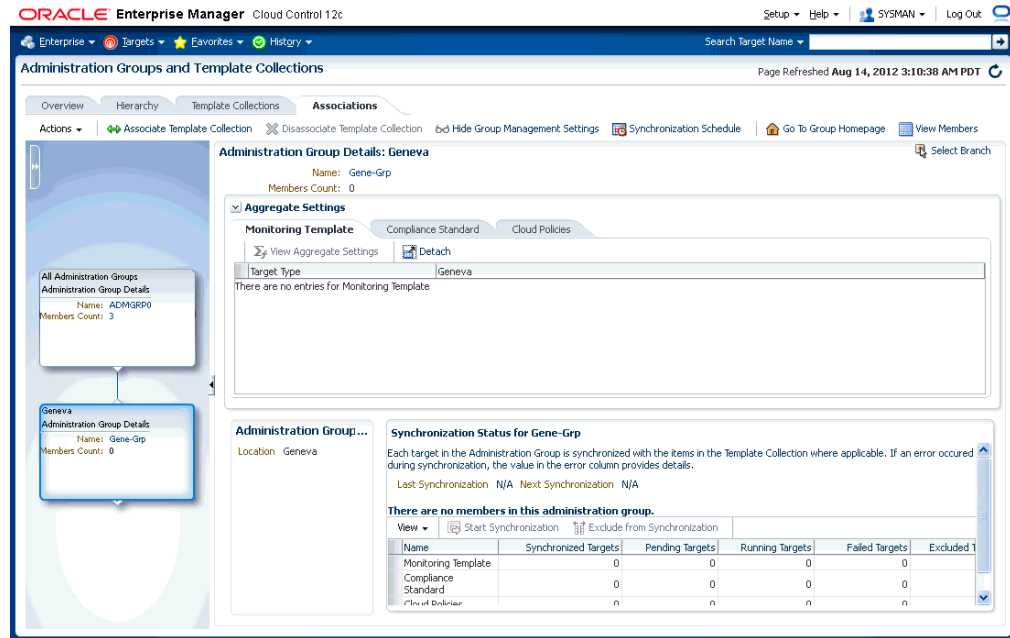 ORACLE Enterprise Manager Cloud Control 12c
Setup Help SYSMAN Log Out
Enterprise Targets Favorites History Search Target Name
Administration Groups and Template Collections
Page Refreshed Aug 14, 2012 3:10:38 AM PDT
Overview Hierarchy Template Collections Associations
Actions Associate Template Collection Disassociate Template Collection Hide Group Management Settings Synchronization Schedule Go To Group Homepage View Members
Administration Group Details: Geneva
Select Branch
Name: Gene-Grp
Members Count: 0
Aggregate Settings
Monitoring Template Compliance Standard Cloud Policies
View Aggregate Settings Detach
Target Type Geneva
There are no entries for Monitoring Template
All Administration Groups
Administration Group Details
Name: ADMGRP0
Members Count: 3
Geneva
Administration Group Details
Name: Gene-Grp
Members Count: 0
Administration Group...
Location Geneva
Synchronization Status for Gene-Grp
Each target in the Administration Group is synchronized with the items in the Template Collection where applicable. If an error occured
during synchronization, the value in the error column provides details.
Last Synchronization N/A Next Synchronization N/A
There are no members in this administration group.
View Start Synchronization Exclude from Synchronization
Name Synchronized Targets Pending Targets Running Targets Failed Targets Excluded T
Monitoring Template 0 0 0 0
Compliance
Standard 0 0 0 0
Cloud Policies 0 0 0 0